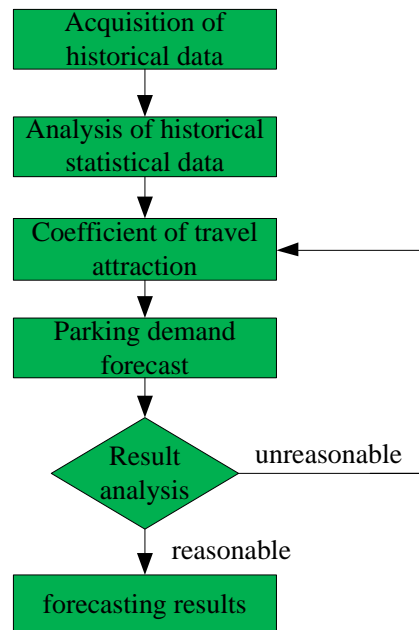 Acquisition of
historical data
Analysis of historical
statistical data
Coefficient of travel
attraction
Parking demand
forecast
Result
analysis
unreasonable
reasonable
forecasting results